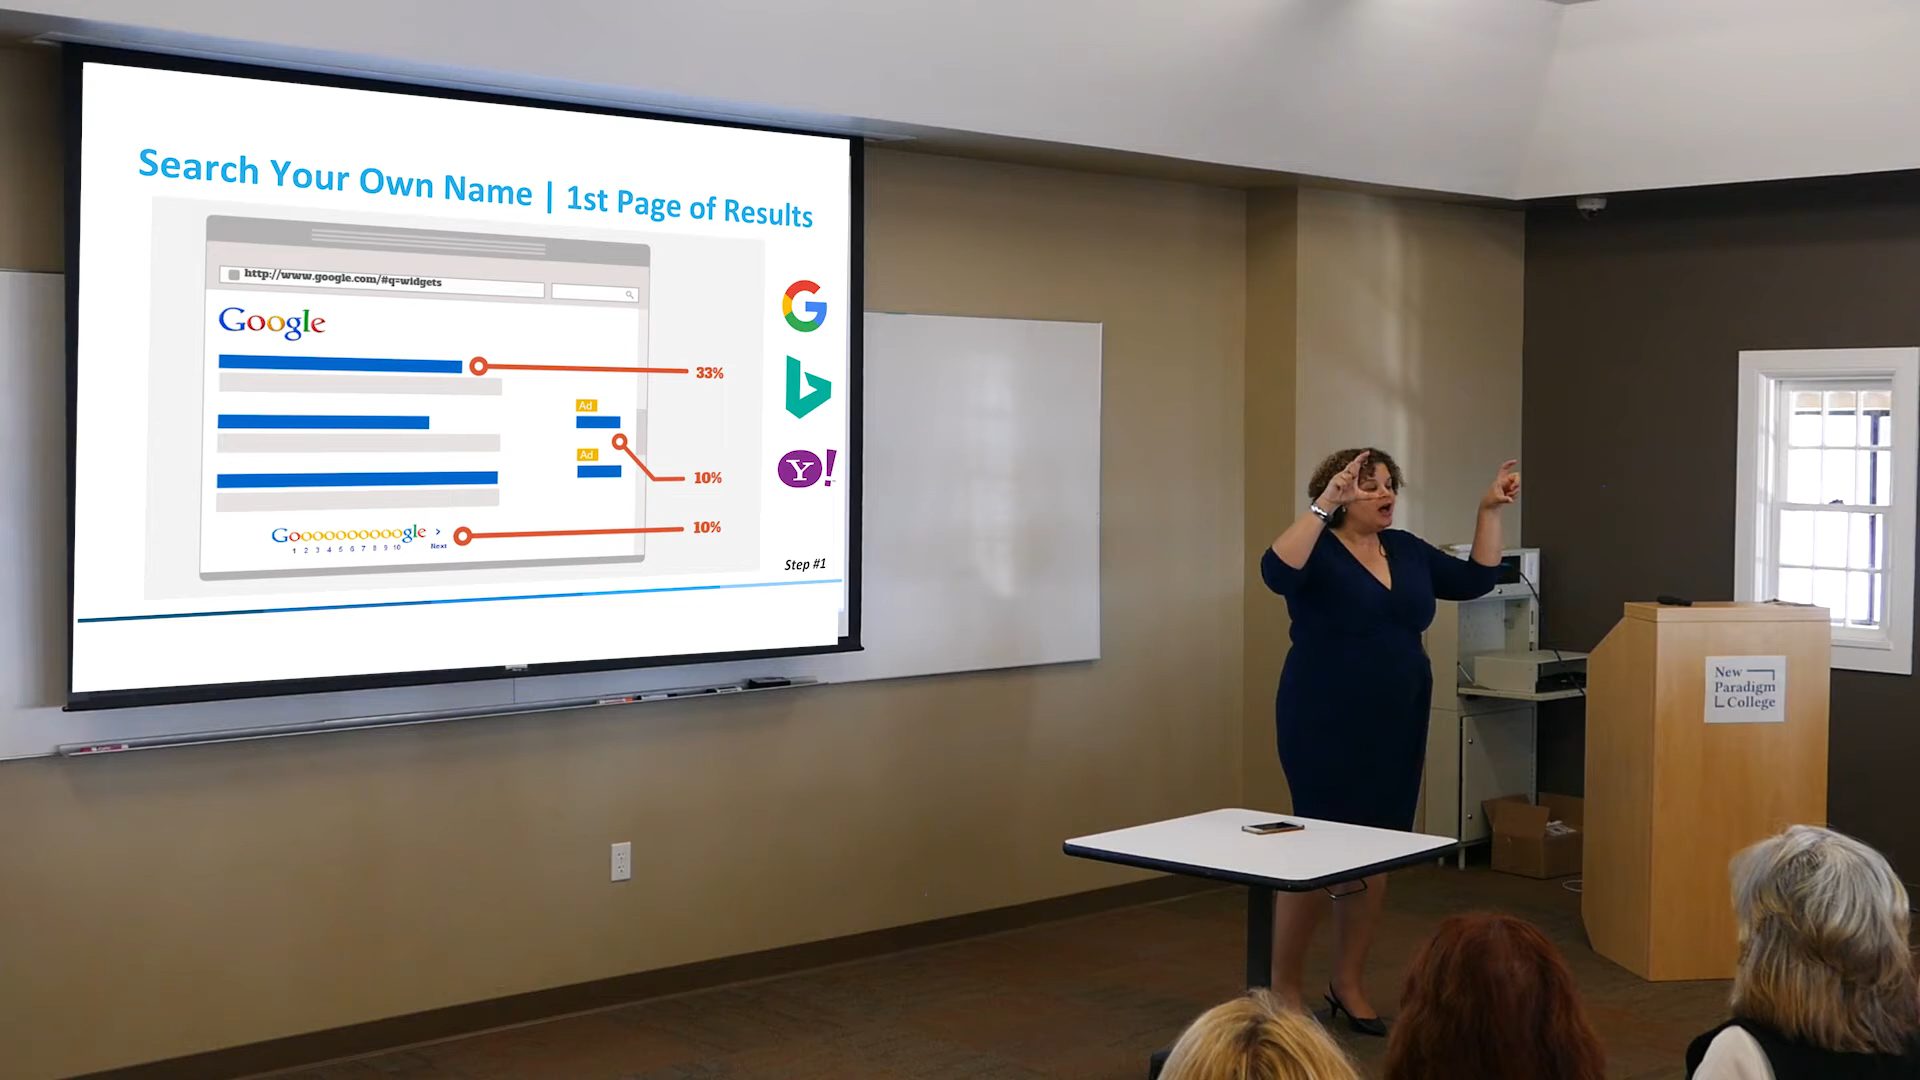 Search Your Own Name | 1st Page of Results
http://www.google.com/#q=widgets
Google
33%
Ad
Ad
10%
Goooooooooogle >
1 2 3 4 5 6 7 8 9 10 Next
10%
Y!
Step #1
New
Paradigm
College